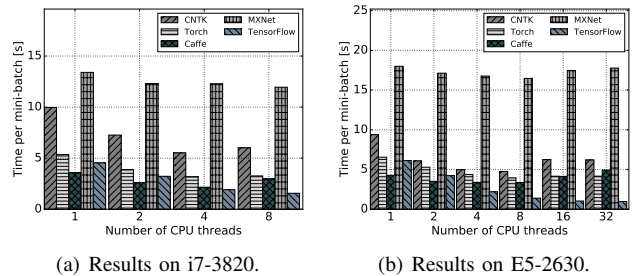 CNTK MXNet
Torch TensorFlow
Caffe
Time per mini-batch [s]
15
10
5
0
1 2 4 8
Number of CPU threads
(a) Results on i7-3820.
CNTK MXNet
Torch TensorFlow
Caffe
Time per mini-batch [s]
25
20
15
10
5
0
1 2 4 8 16 32
Number of CPU threads
(b) Results on E5-2630.